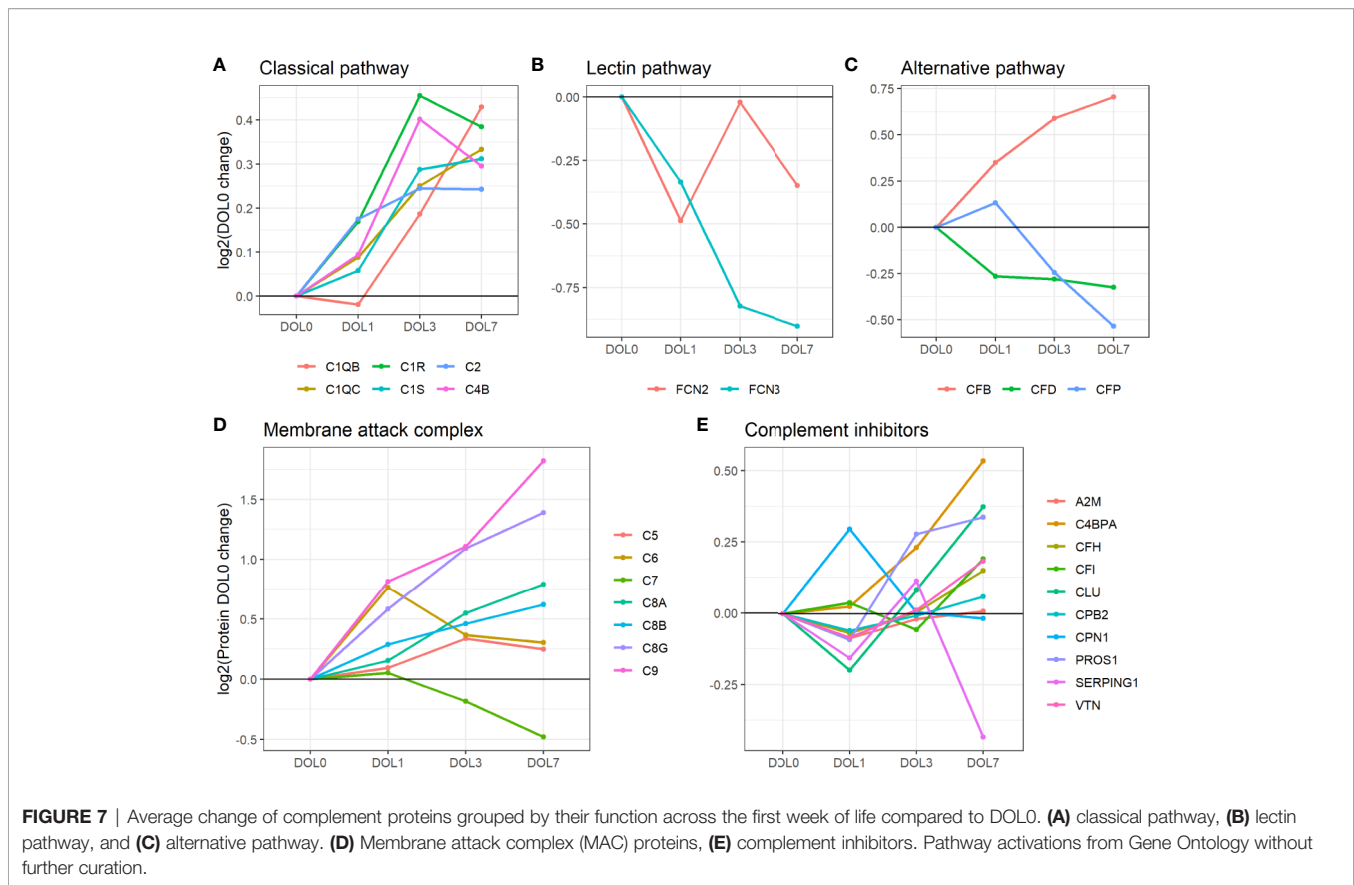 A Classical pathway
B Lectin pathway
C Alternative pathway
log2(DOL0 change)
0.4
0.3
0.2
0.1
0.0
DOL0 DOL1 DOL3 DOL7
0.00
-0.25
-0.50
-0.75
DOL0 DOL1 DOL3 DOL7
0.75
0.50
0.25
0.00
-0.25
-0.50
DOL0 DOL1 DOL3 DOL7
C1QB C1R C2
C1QC C1S C4B
FCN2 FCN3
CFB CFD CFP
D Membrane attack complex
E Complement inhibitors
log2(Protein DOL0 change)
1.5
1.0
0.5
0.0
-0.5
DOL0 DOL1 DOL3 DOL7
C5
C6
C7
C8A
C8B
C8G
C9
0.50
0.25
0.00
-0.25
DOL0 DOL1 DOL3 DOL7
A2M
C4BPA
CFH
CFI
CLU
CPB2
CPN1
PROS1
SERPING1
VTN
FIGURE 7 | Average change of complement proteins grouped by their function across the first week of life compared to DOL0. (A) classical pathway, (B) lectin
pathway, and (C) alternative pathway. (D) Membrane attack complex (MAC) proteins, (E) complement inhibitors. Pathway activations from Gene Ontology without
further curation.